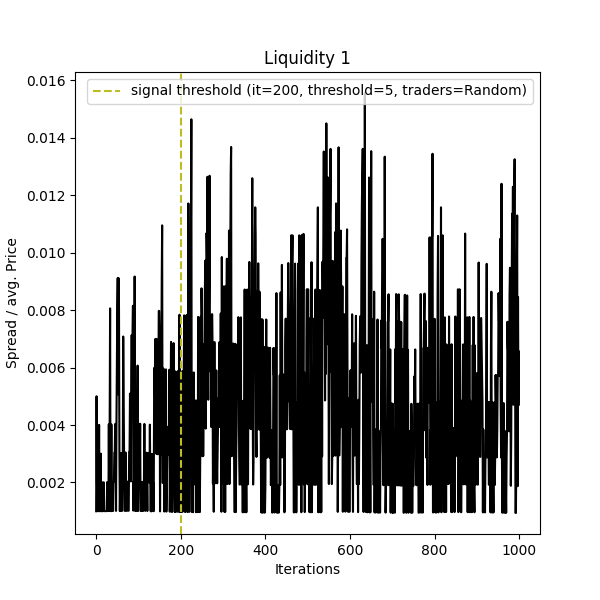 Liquidity 1
signal threshold (it=200, threshold=5, traders=Random)
Spread / avg. Price
0.016
0.014
0.012
0.010
0.008
0.006
0.004
0.002
0 200 400 600 800 1000
Iterations